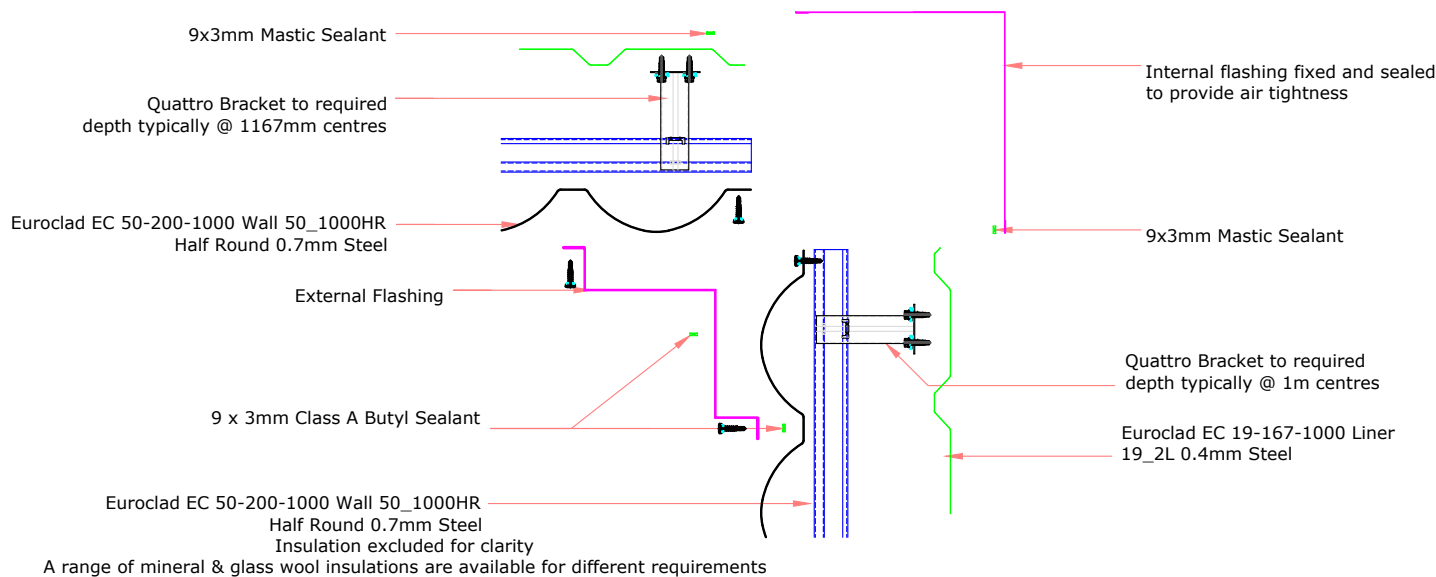 9x3mm Mastic Sealant
Quattro Bracket to required
depth typically @ 1167mm centres
Euroclad EC 50-200-1000 Wall 50_1000HR
Half Round 0.7mm Steel
External Flashing
9 x 3mm Class A Butyl Sealant
Euroclad EC 50-200-1000 Wall 50_1000HR
Half Round 0.7mm Steel
Insulation excluded for clarity
A range of mineral & glass wool insulations are available for different requirements
Internal flashing fixed and sealed
to provide air tightness
9x3mm Mastic Sealant
Quattro Bracket to required
depth typically @ 1m centres
Euroclad EC 19-167-1000 Liner
19_2L 0.4mm Steel